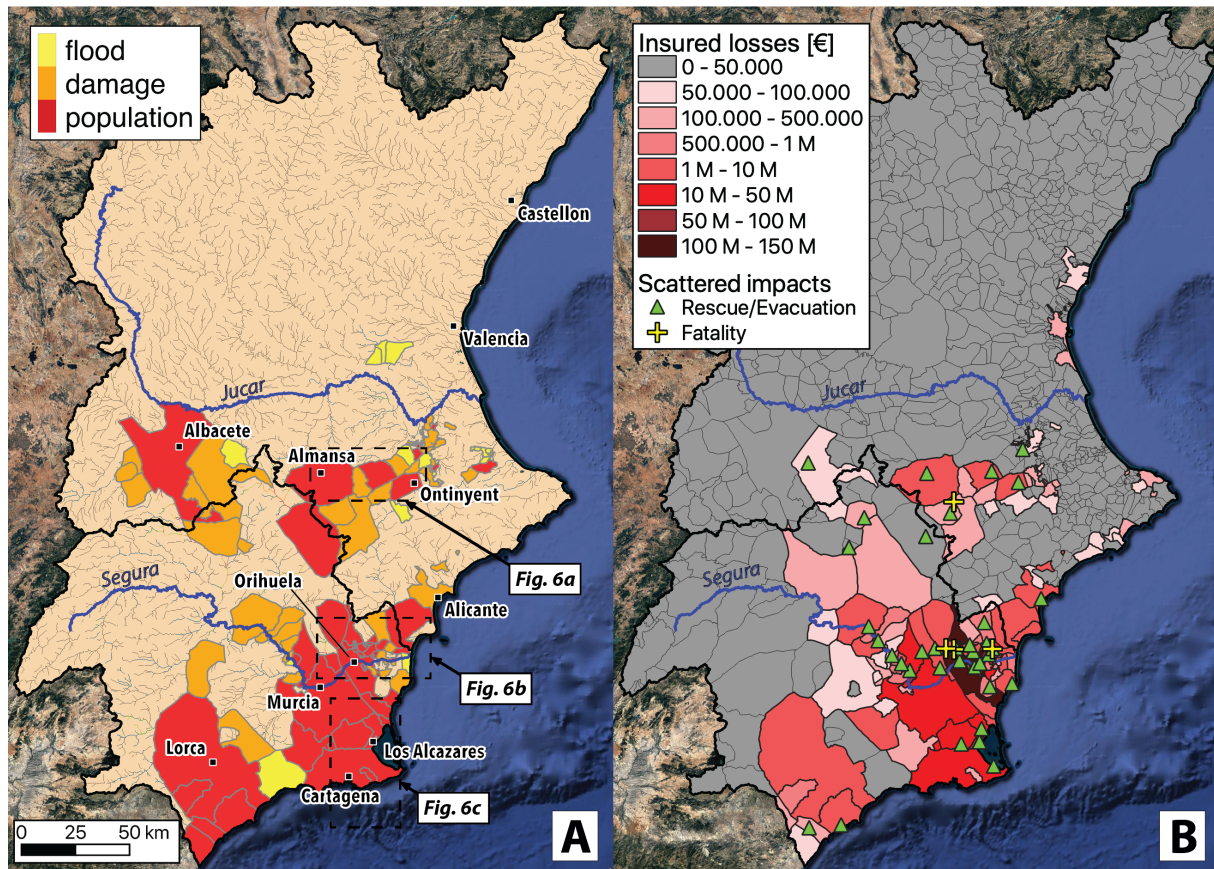 flood
damage
population
Castellon
Valencia
Jucar
Albacete
Almansa
Ontinyent
Fig. 6a
Orihuela
Segura
Alicante
Fig. 6b
Murcia
Lorca
Los Alcazares
Cartagena
Fig. 6c
0 25 50 km
A
Insured losses [€]
0 - 50.000
50.000 - 100.000
100.000 - 500.000
500.000 - 1 M
1 M - 10 M
10 M - 50 M
50 M - 100 M
100 M - 150 M
Scattered impacts
Rescue/Evacuation
Fatality
Jucar
Segura
B